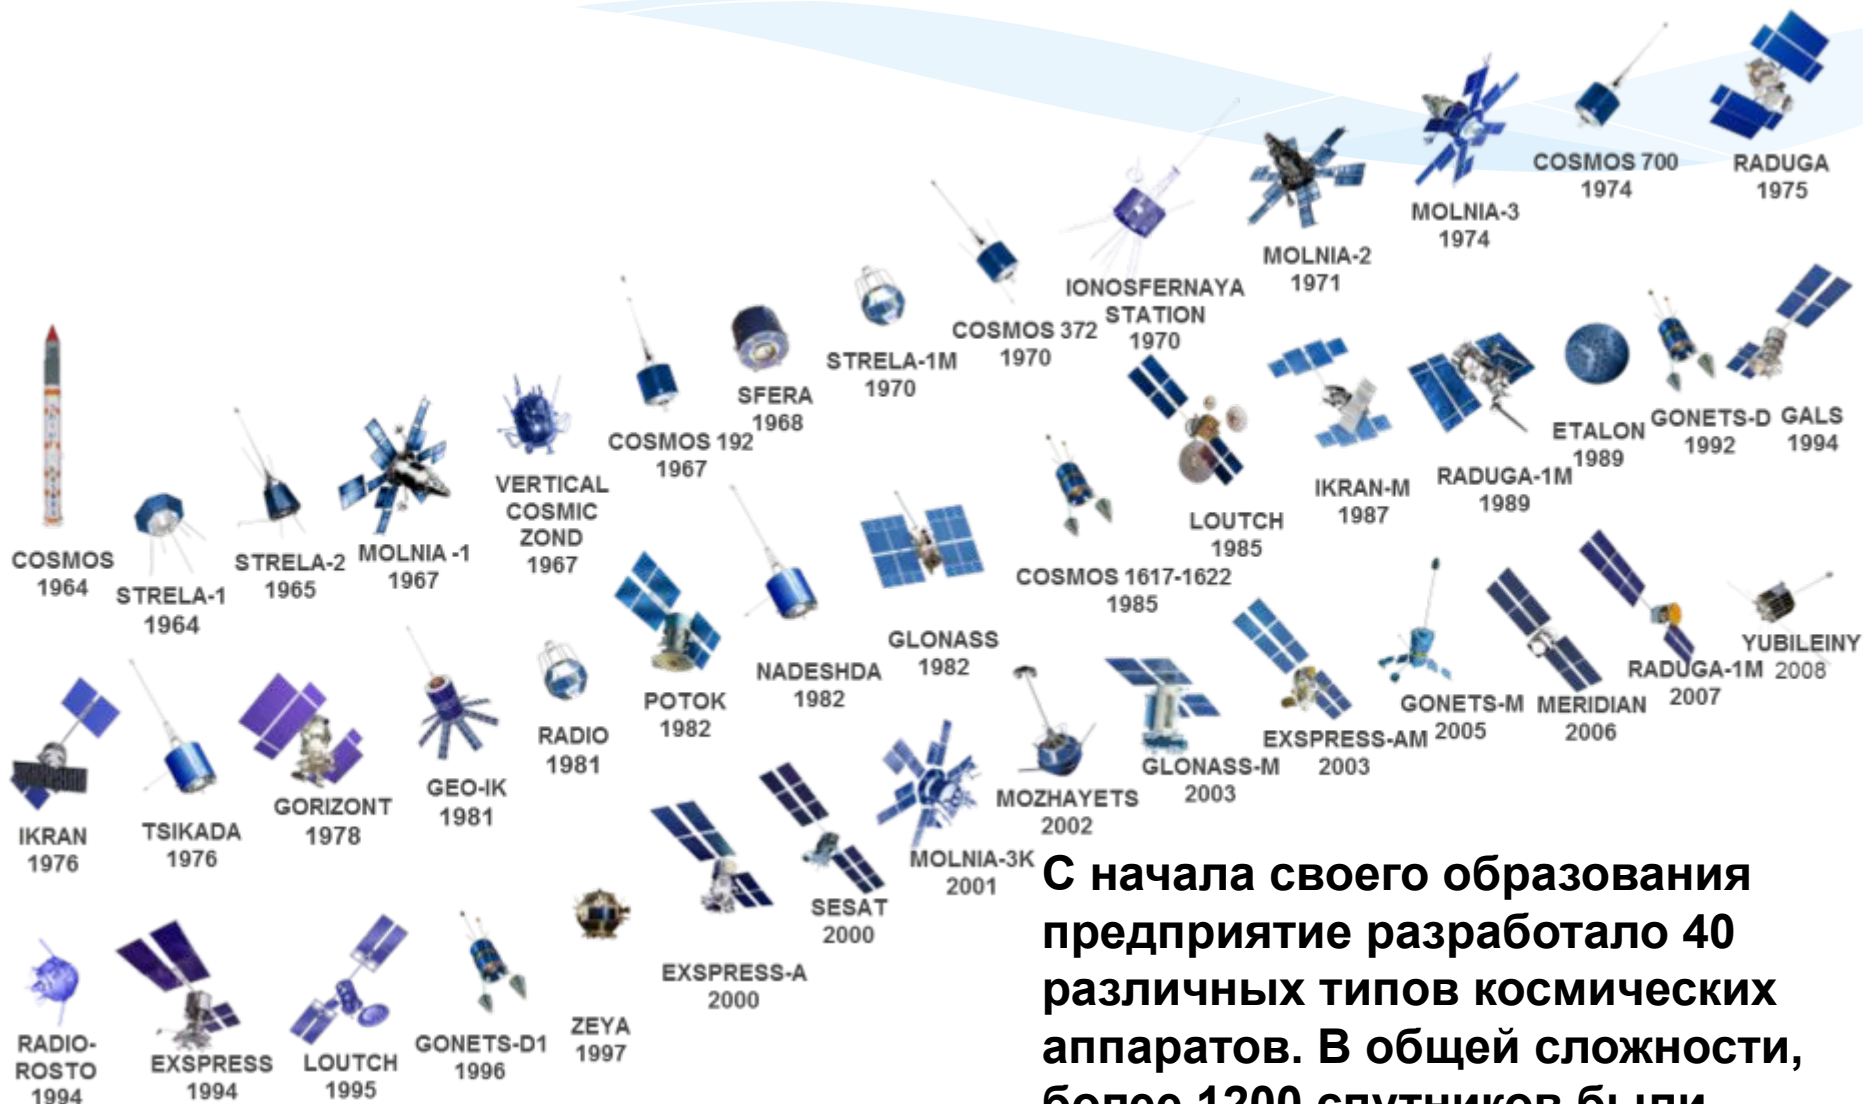 COSMOS
1964
STRELA-1
1964
STRELA-2
1965
MOLNIA -1
1967
VERTICAL
COSMIC
ZOND
1967
COSMOS 192
1967
SFERA
1968
STRELA-1M
1970
COSMOS 372
1970
IONOSFERNAYA
STATION
1970
MOLNIA-2
1971
MOLNIA-3
1974
COSMOS 700
1974
RADUGA
1975
IKRAN
1976
TSIKADA
1976
GORIZONT
1978
GEO-IK
1981
RADIO
1981
POTOK
1982
NADESHDA
1982
GLONASS
1982
COSMOS 1617-1622
1985
LOUTCH
1985
IKRAN-M
1987
RADUGA-1M
1989
ETALON
1989
GONETS-D
1992
GALS
1994
RADIO-
ROSTO
1994
EXSPRESS
1994
LOUTCH
1995
GONETS-D1
1996
ZEYA
1997
EXSPRESS-A
2000
SESAT
2000
MOLNIA-3K
2001
MOZHAYETS
2002
GLONASS-M
2003
EXSPRESS-AM
2003
GONETS-M
2005
MERIDIAN
2006
RADUGA-1M
2007
YUBILEINY
2008
С начала своего образования
предприятие разработало 40
различных типов космических
аппаратов. В общей сложности,
более 1200 спутников были